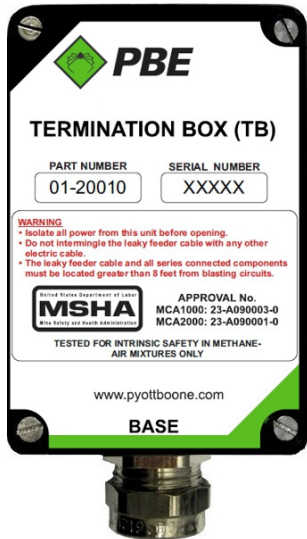 PBE
TERMINATION BOX (TB)
PART NUMBER
01-20010
SERIAL NUMBER
XXXXX
WARNING
• Isolate all power from this unit before opening.
• Do not intermingle the leaky feeder cable with any other
electric cable.
• The leaky feeder cable and all series connected components
must be located greater than 8 feet from blasting circuits.
United States Department of Labor
MSHA
Mine Safety and Health Administration
APPROVAL No.
MCA1000: 23-A090003-0
MCA2000: 23-A090001-0
TESTED FOR INTRINSIC SAFETY IN METHANE-
AIR MIXTURES ONLY
www.pyottboone.com
BASE